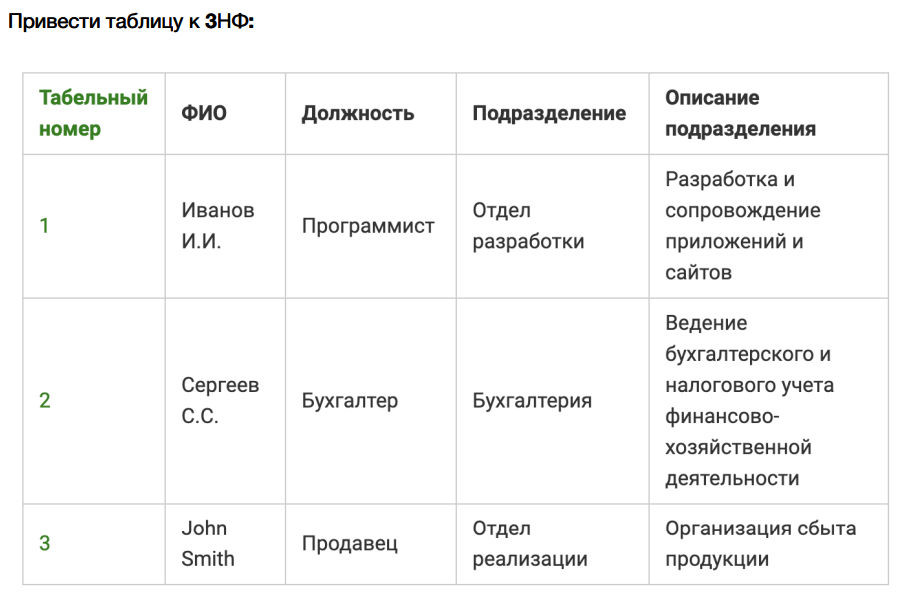 Привести таблицу к 3НФ:
Табельный
номер
ФИО
Должность
Подразделение
Описание
подразделения
1
Иванов
И.И.
Программист
Отдел
разработки
Разработка и
сопровождение
приложений и
сайтов
2
Сергеев
С.С.
Бухгалтер
Бухгалтерия
Ведение
бухгалтерского и
налогового учета
финансово-
хозяйственной
деятельности
3
John
Smith
Продавец
Отдел
реализации
Организация сбыта
продукции